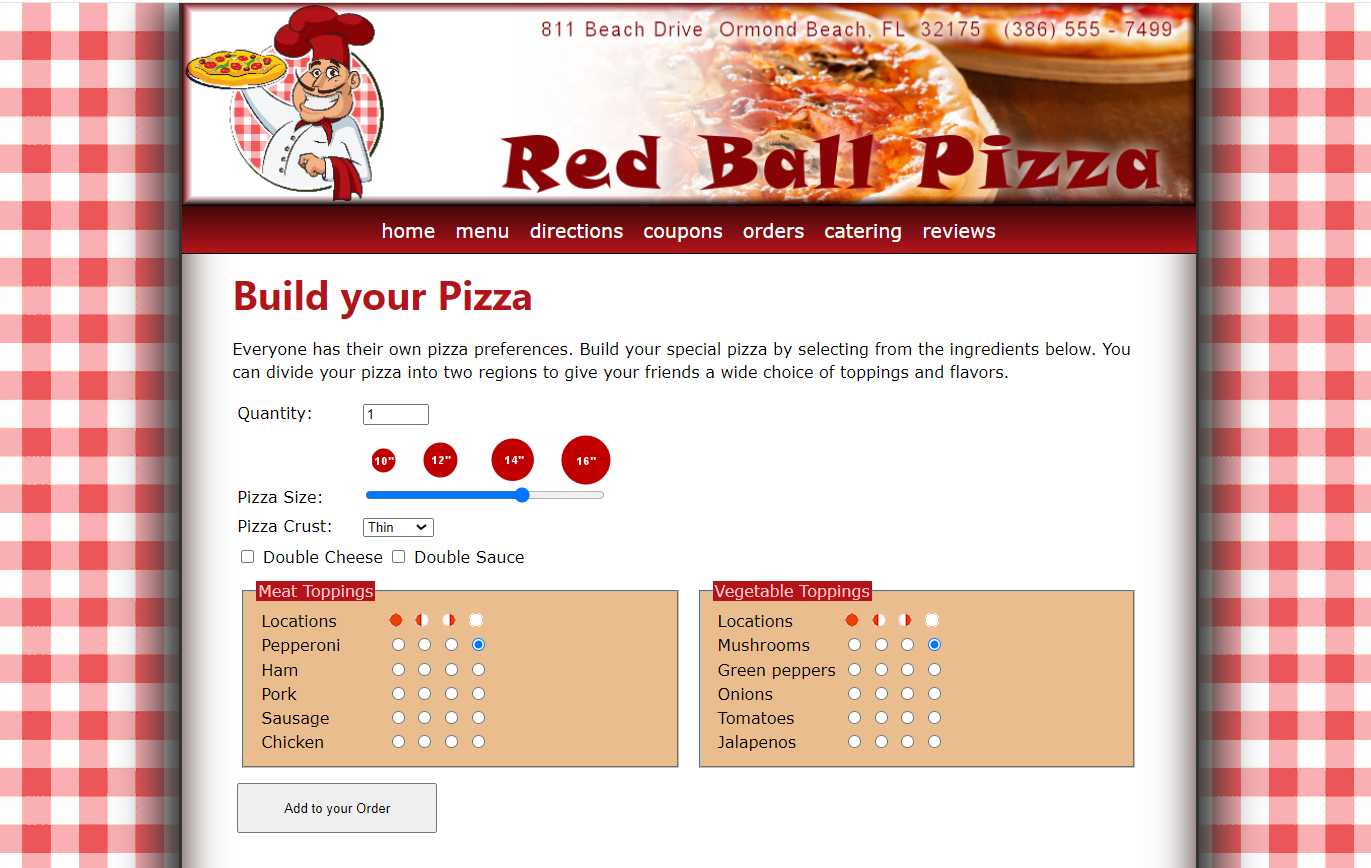 811 Beach Drive Ormond Beach, FL 32175 (386) 555 - 7499
Red Ball Pizza
home menu directions coupons orders catering reviews
Build your Pizza
Everyone has their own pizza preferences. Build your special pizza by selecting from the ingredients below. You
can divide your pizza into two regions to give your friends a wide choice of toppings and flavors.
Quantity: 1
10" 12" 14" 16"
Pizza Size:
Pizza Crust: Thin
Double Cheese Double Sauce
Meat Toppings
Locations
Pepperoni
Ham
Pork
Sausage
Chicken
Vegetable Toppings
Locations
Mushrooms
Green peppers
Onions
Tomatoes
Jalapenos
Add to your Order